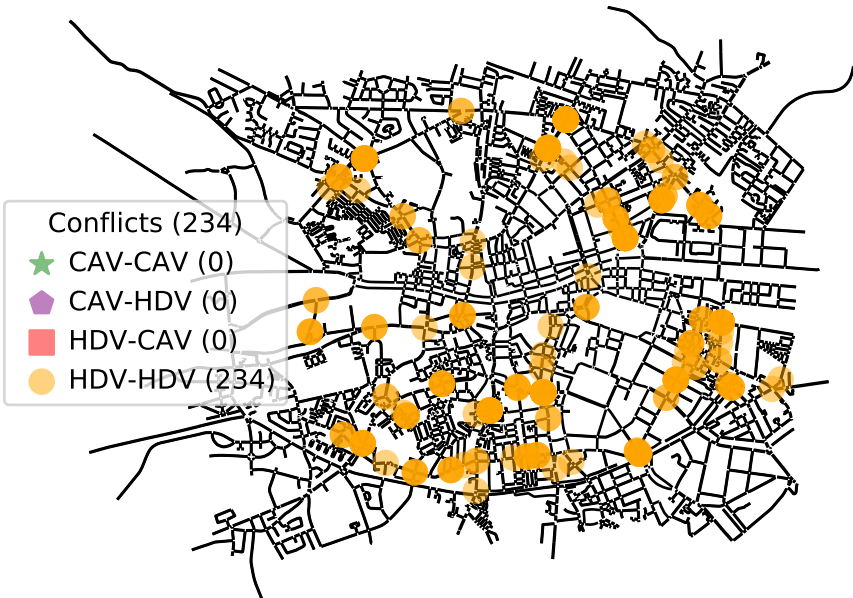 Conflicts (234)
CAV-CAV (0)
CAV-HDV (0)
HDV-CAV (0)
HDV-HDV (234)